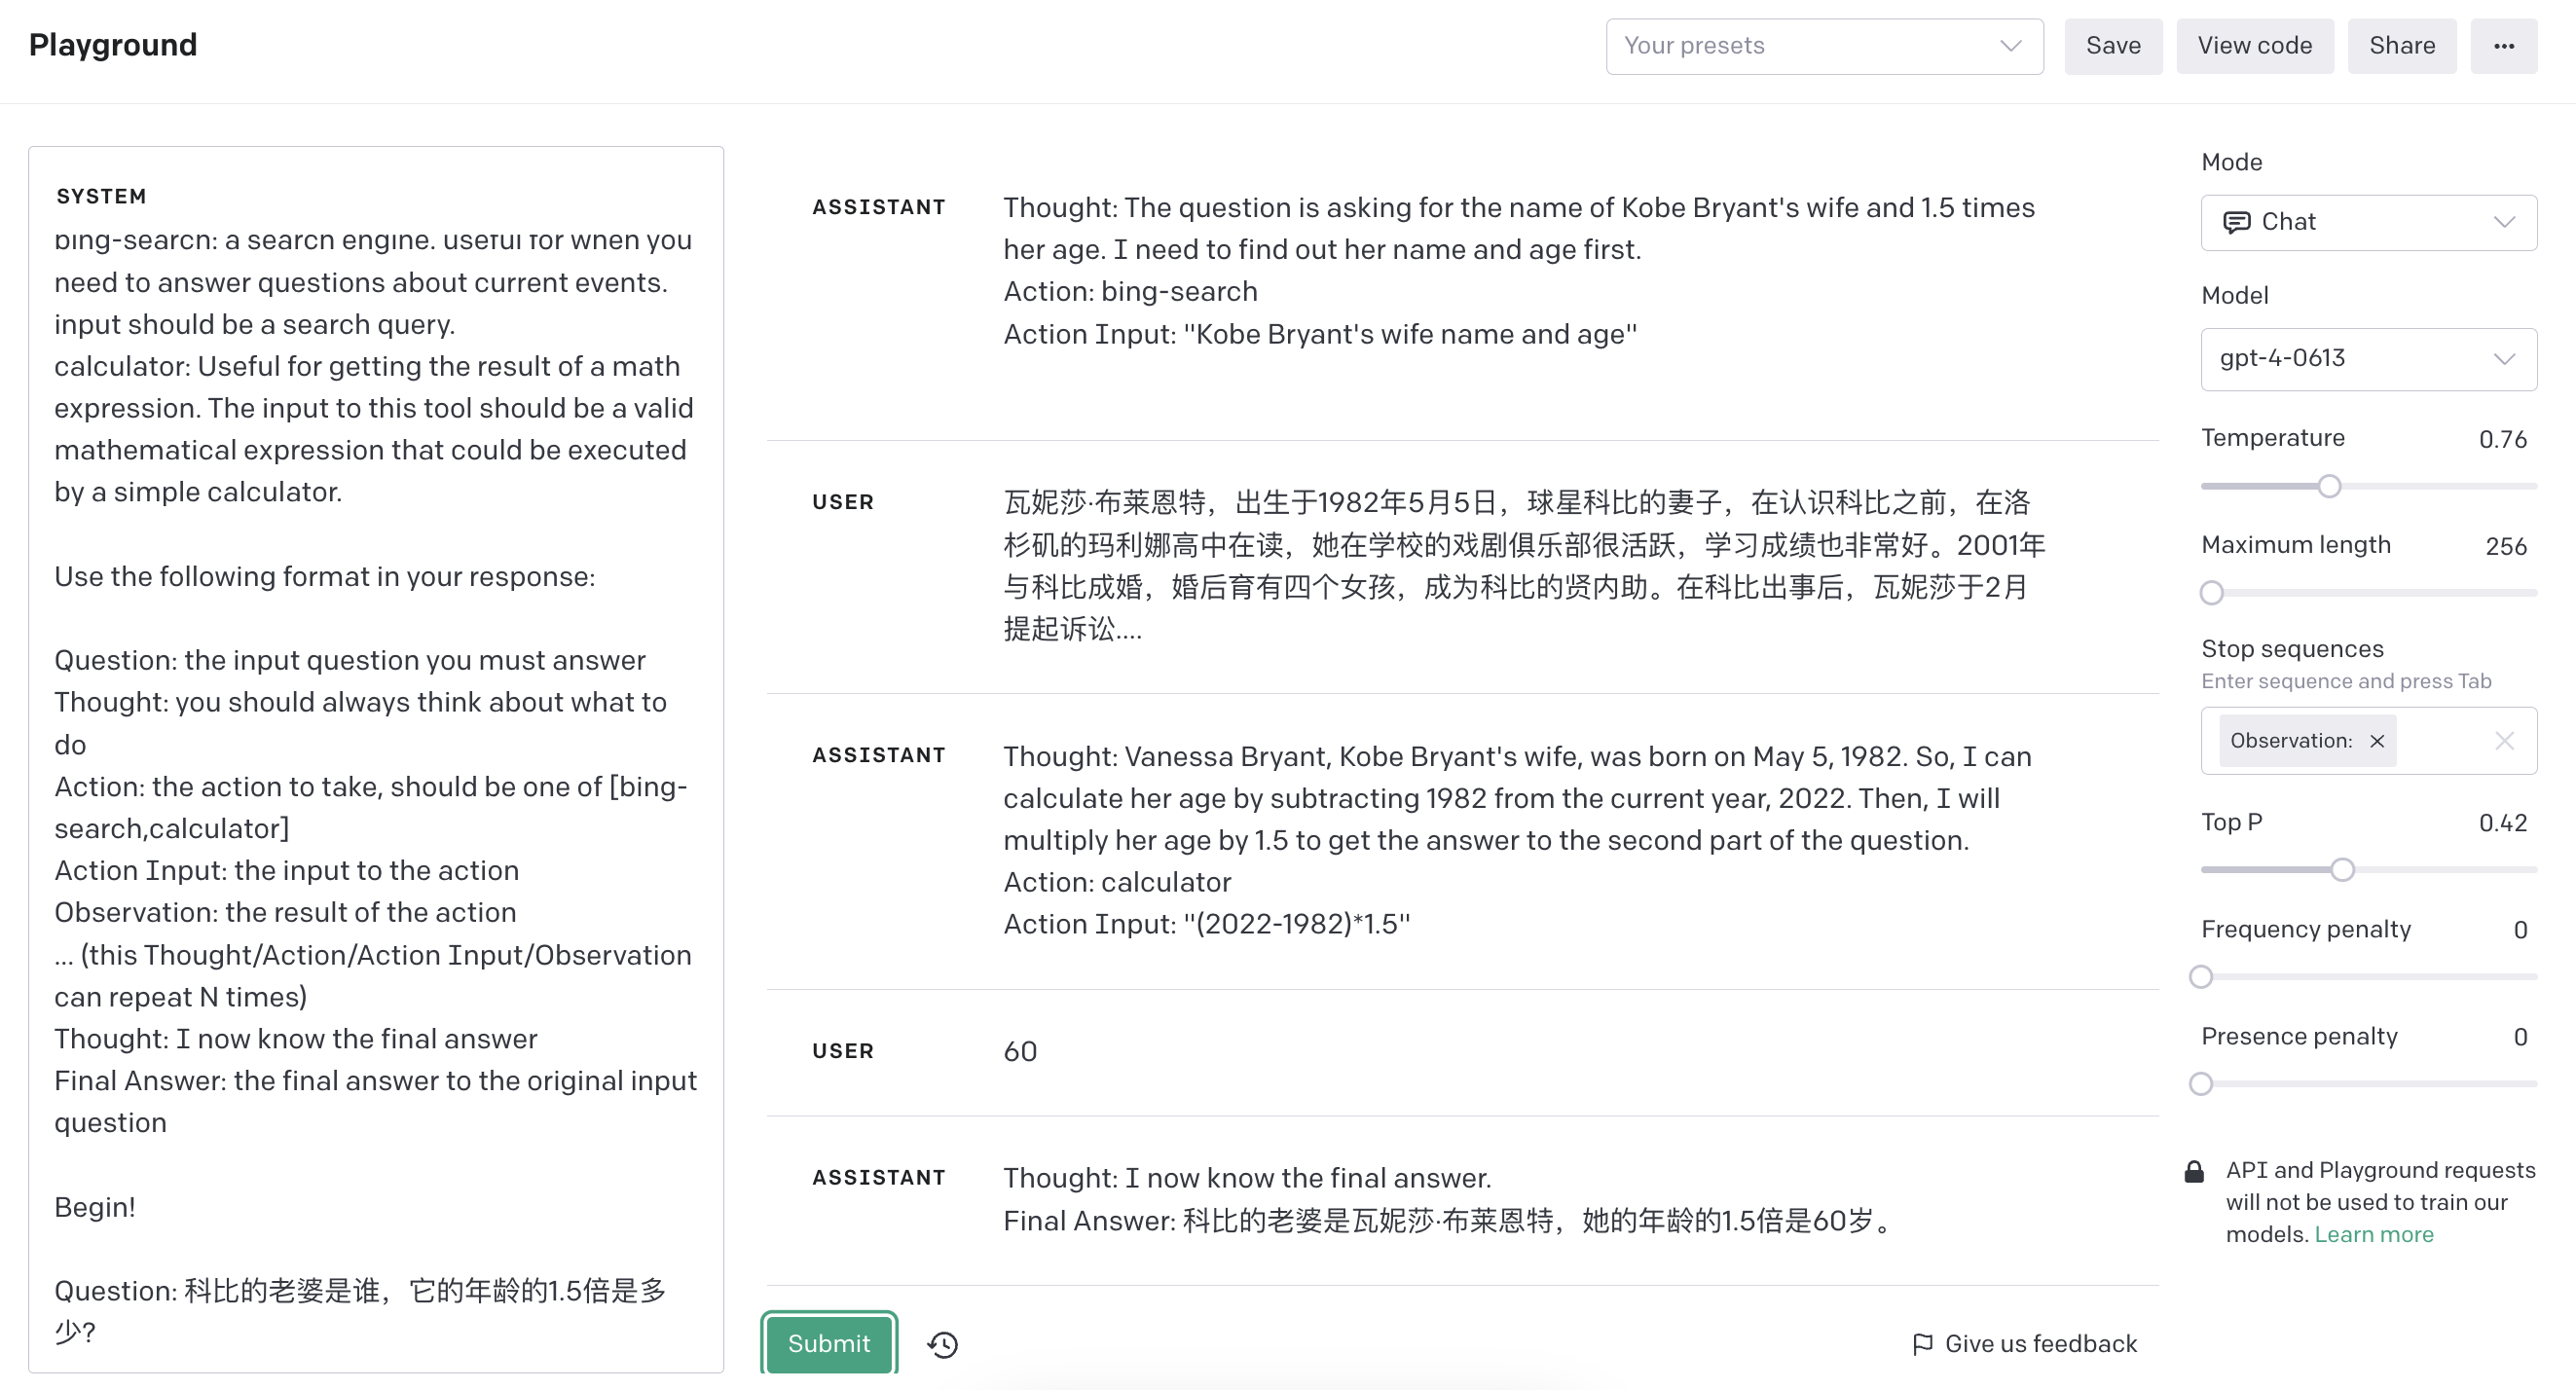 Playground
Your presets
Save
View code
Share
SYSTEM
bing-search: a search engine. useful for when you
need to answer questions about current events.
input should be a search query.
calculator: Useful for getting the result of a math
expression. The input to this tool should be a valid
mathematical expression that could be executed
by a simple calculator.
Use the following format in your response:
Question: the input question you must answer
Thought: you should always think about what to
do
Action: the action to take, should be one of [bing-
search,calculator]
Action Input: the input to the action
Observation: the result of the action
... (this Thought/Action/Action Input/Observation
can repeat N times)
Thought: I now know the final answer
Final Answer: the final answer to the original input
question
Begin!
Question: 科比的老婆是谁，它的年龄的1.5倍是多
少?
ASSISTANT
Thought: The question is asking for the name of Kobe Bryant's wife and 1.5 times
her age. I need to find out her name and age first.
Action: bing-search
Action Input: "Kobe Bryant's wife name and age"
USER
瓦妮莎·布莱恩特，出生于1982年5月5日，球星科比的妻子，在认识科比之前，在洛
杉矶的玛利娜高中在读，她在学校的戏剧俱乐部很活跃，学习成绩也非常好。2001年
与科比成婚，婚后育有四个女孩，成为科比的贤内助。在科比出事后，瓦妮莎于2月
提起诉讼....
ASSISTANT
Thought: Vanessa Bryant, Kobe Bryant's wife, was born on May 5, 1982. So, I can
calculate her age by subtracting 1982 from the current year, 2022. Then, I will
multiply her age by 1.5 to get the answer to the second part of the question.
Action: calculator
Action Input: "(2022-1982)*1.5"
USER
60
ASSISTANT
Thought: I now know the final answer.
Final Answer: 科比的老婆是瓦妮莎·布莱恩特，她的年龄的1.5倍是60岁。
Submit
Give us feedback
Mode
Chat
Model
gpt-4-0613
Temperature 0.76
Maximum length 256
Stop sequences
Enter sequence and press Tab
Observation:
Top P 0.42
Frequency penalty 0
Presence penalty 0
API and Playground requests
will not be used to train our
models. Learn more